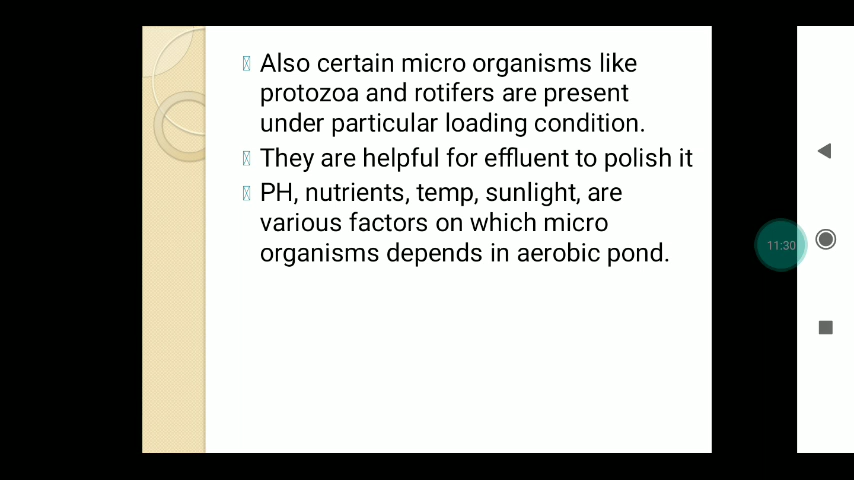 Also certain micro organisms like
protozoa and rotifers are present
under particular loading condition.
They are helpful for effluent to polish it
PH, nutrients, temp, sunlight, are
various factors on which micro
organisms depends in aerobic pond.
11:30